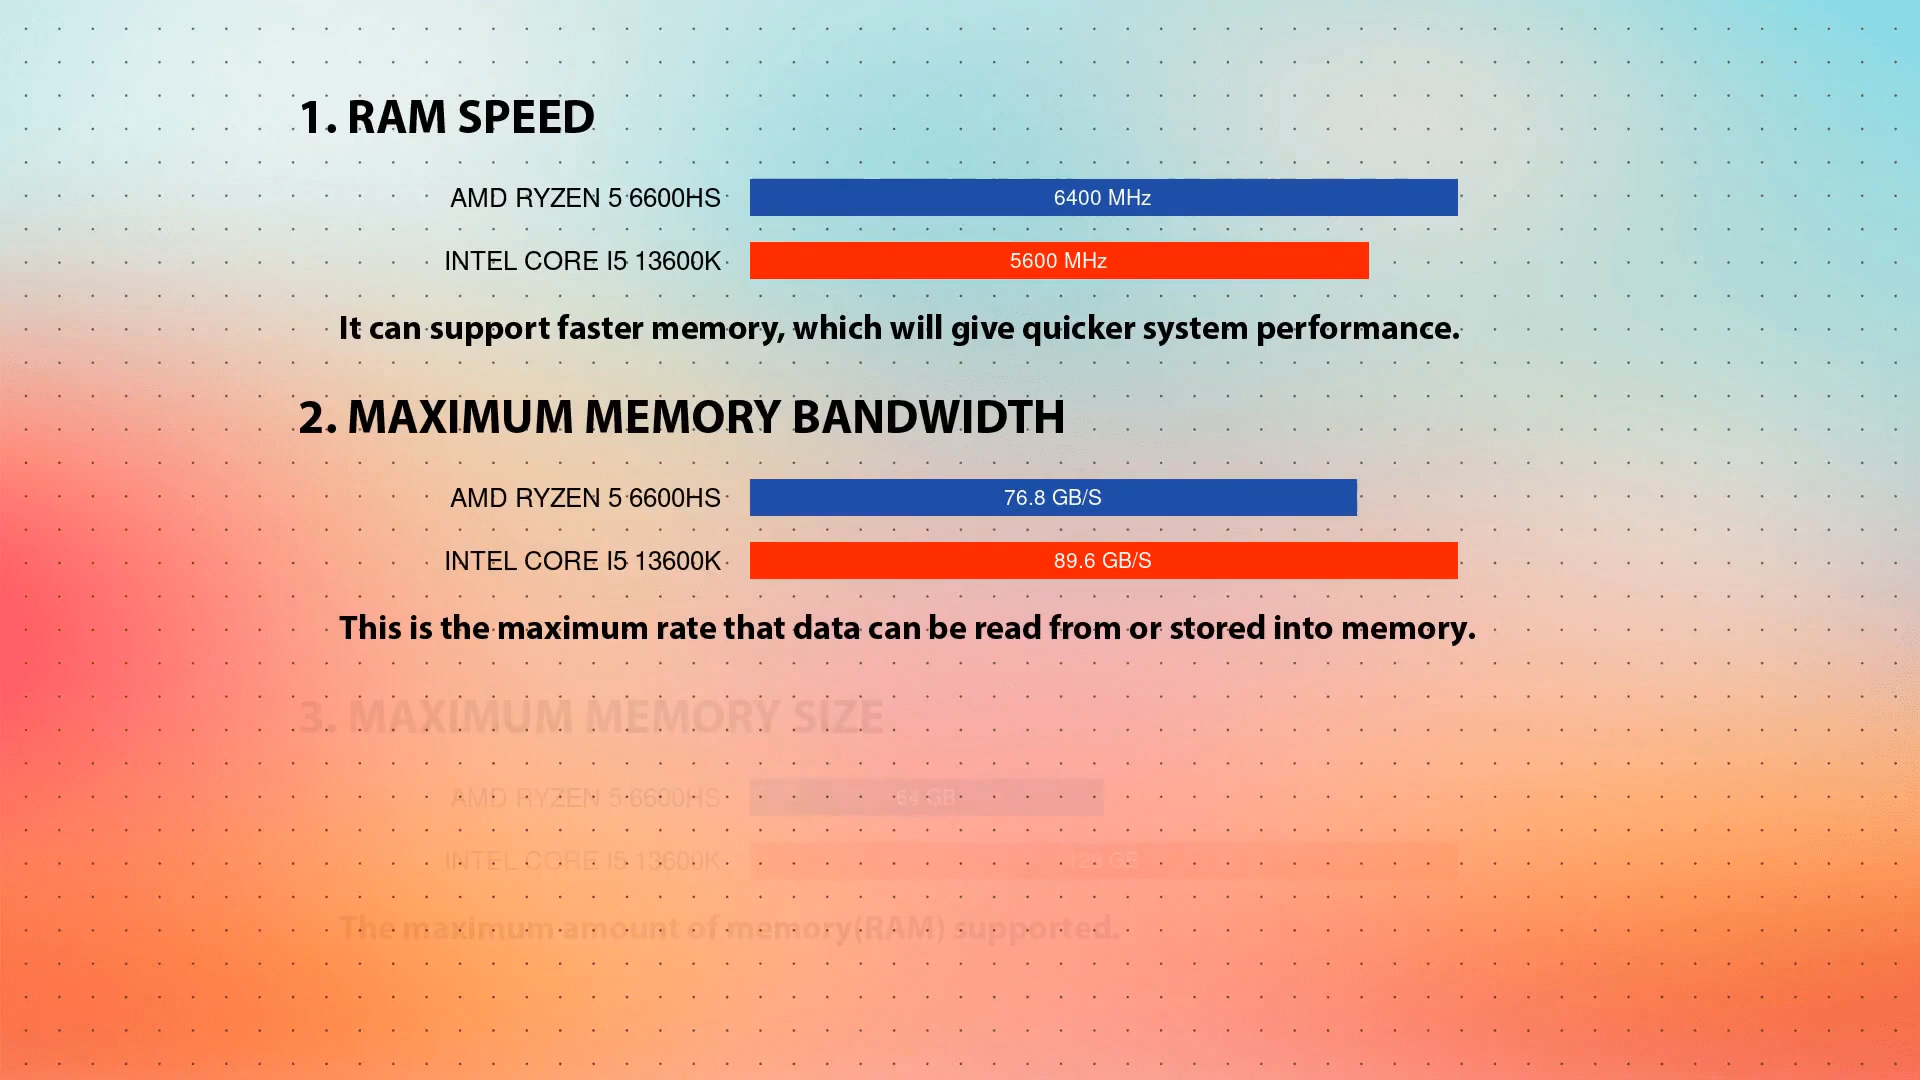 1. RAM SPEED
AMD RYZEN 5 6600HS
6400 MHz
INTEL CORE I5 13600K
5600 MHz
It can support faster memory, which will give quicker system performance.
2. MAXIMUM MEMORY BANDWIDTH
AMD RYZEN 5 6600HS
76.8 GB/S
INTEL CORE I5 13600K
89.6 GB/S
This is the maximum rate that data can be read from or stored into memory.
3. MAXIMUM MEMORY SIZE
AMD RYZEN 5 6600HS
64 GB
INTEL CORE I5 13600K
128 GB
The maximum amount of memory(RAM) supported.